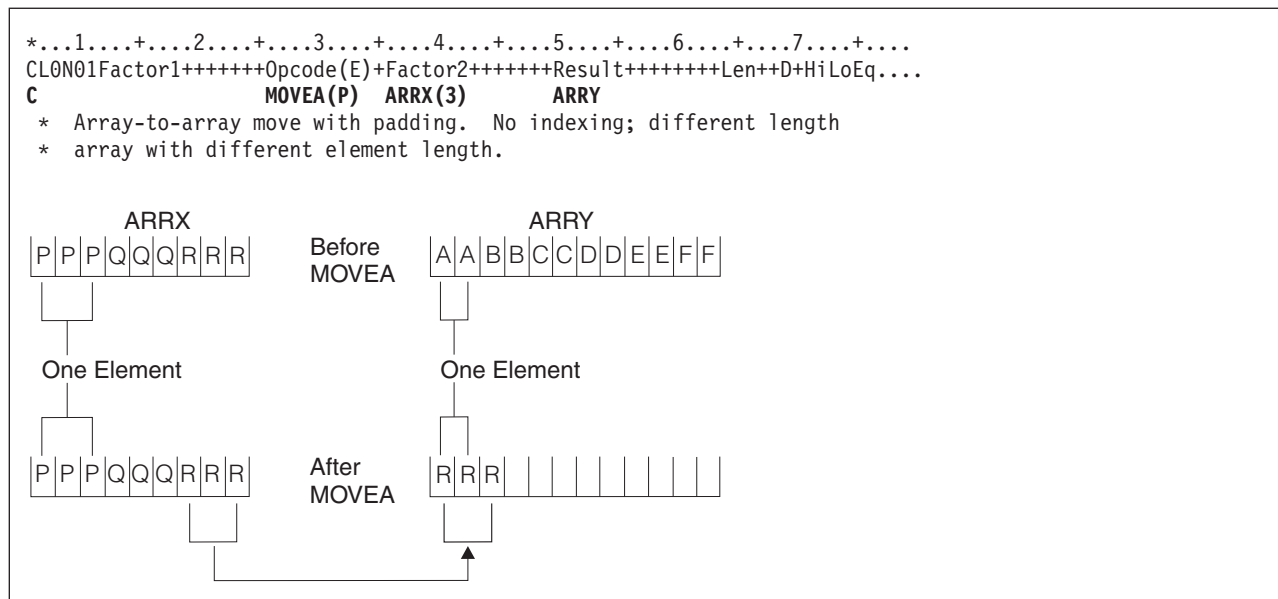 *...1....+....2....+....3....+....4....+....5....+....6....+....7....+....
CL0N01Factor1+++++++Opcode(E)+Factor2+++++++Result++++++++Len++D+HiLoEq....
C                   MOVEA(P)  ARRX(3)       ARRY
 *  Array-to-array move with padding.  No indexing; different length
 *  array with different element length.
ARRX ARRY
P P P Q Q Q R R R Before MOVEA A A B B C C D D E E F F
One Element One Element
P P P Q Q Q R R R After MOVEA R R R